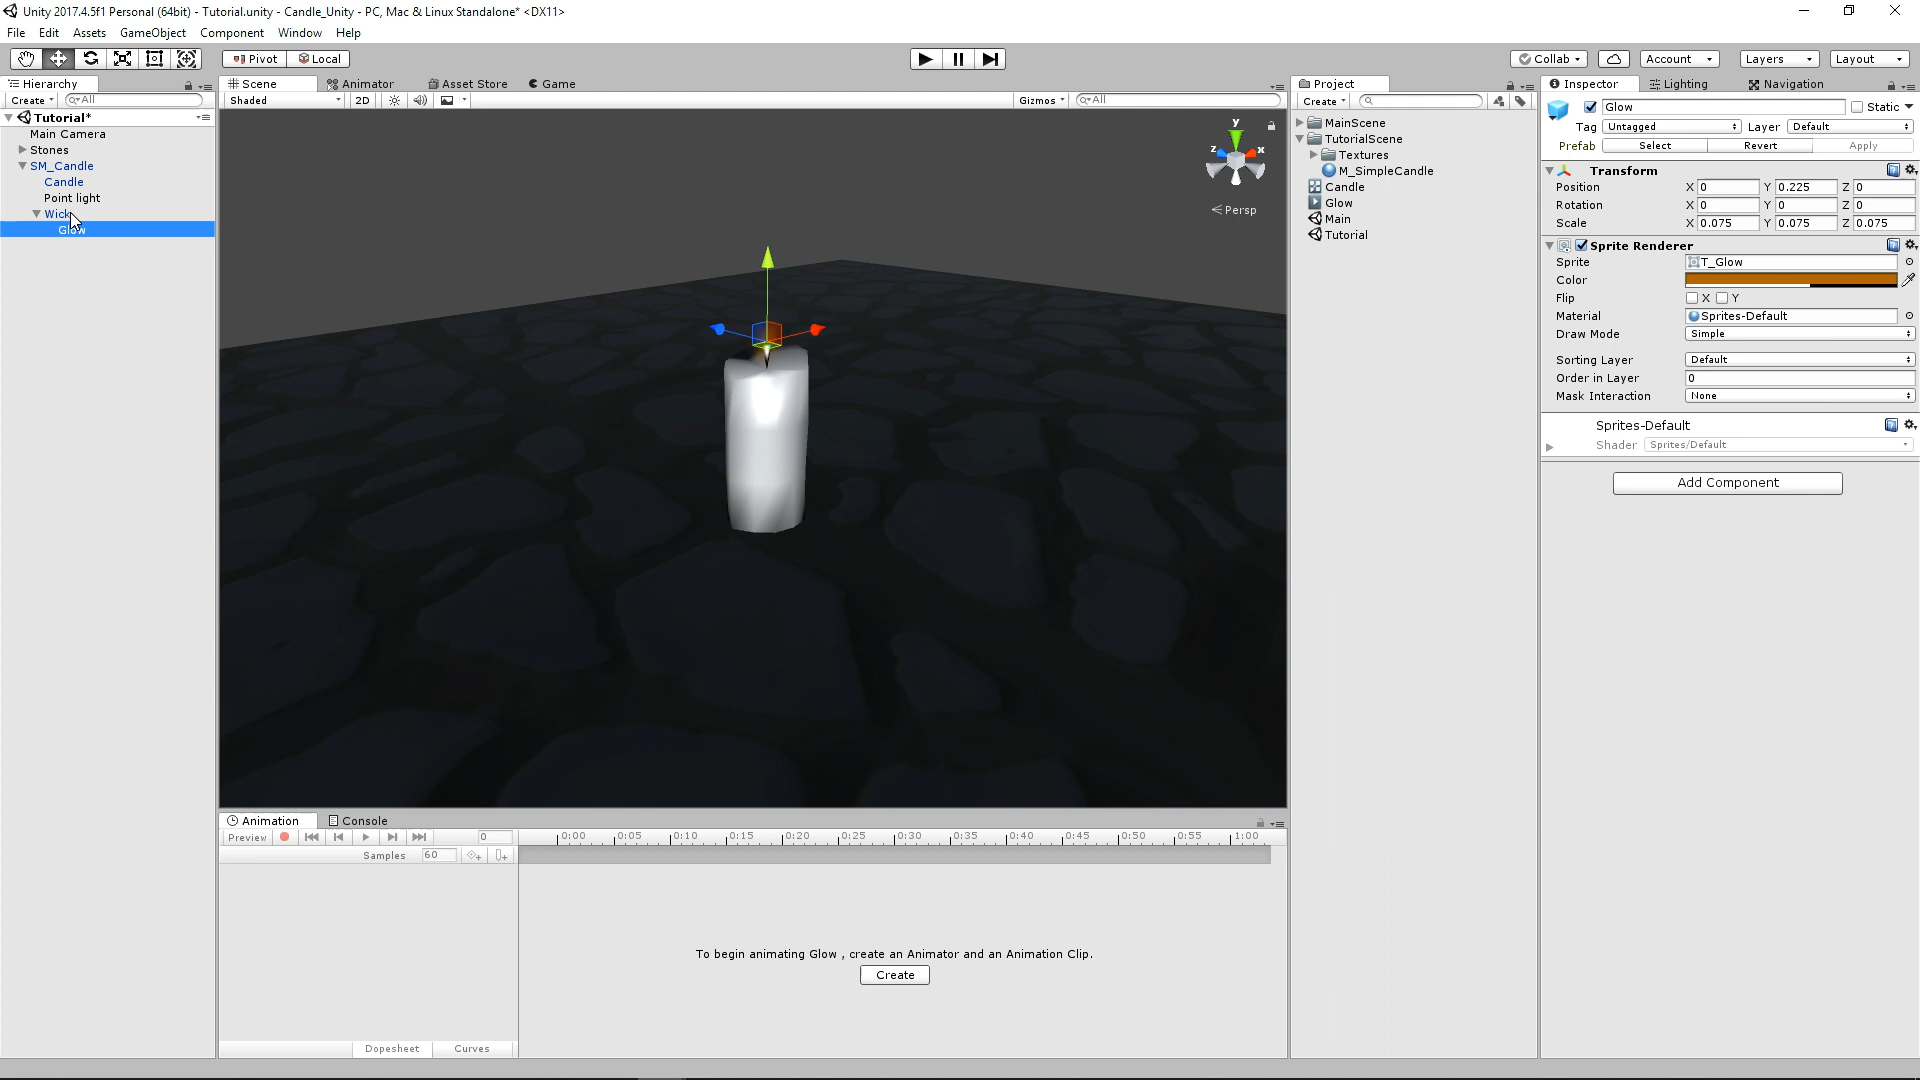 Unity 2017.4.5f1 Personal (64bit) - Tutorial.unity - Candle_Unity - PC, Mac & Linux Standalone* <DX11>
File Edit Assets GameObject Component Window Help
Pivot Local Collab Account Layers Layout
Hierarchy Scene Animator Asset Store Game Project Inspector Lighting Navigation
Create All Shaded 2D Gizmos All Create Glow Static
Tutorial*
Main Camera
Stones
SM_Candle
Candle
Point light
Wick
Glow
y
z x
Persp
MainScene
TutorialScene
Textures
M_SimpleCandle
Candle
Glow
Main
Tutorial
Tag Untagged Layer Default
Prefab Select Revert Apply
Transform
Position X 0 Y 0.225 Z 0
Rotation X 0 Y 0 Z 0
Scale X 0.075 Y 0.075 Z 0.075
Sprite Renderer
Sprite T_Glow
Color
Flip X Y
Material Sprites-Default
Draw Mode Simple
Sorting Layer Default
Order in Layer 0
Mask Interaction None
Sprites-Default
Shader Sprites/Default
Add Component
Animation Console
Preview 0 0:00 0:05 0:10 0:15 0:20 0:25 0:30 0:35 0:40 0:45 0:50 0:55 1:00
Samples 60
To begin animating Glow , create an Animator and an Animation Clip.
Create
Dopesheet Curves